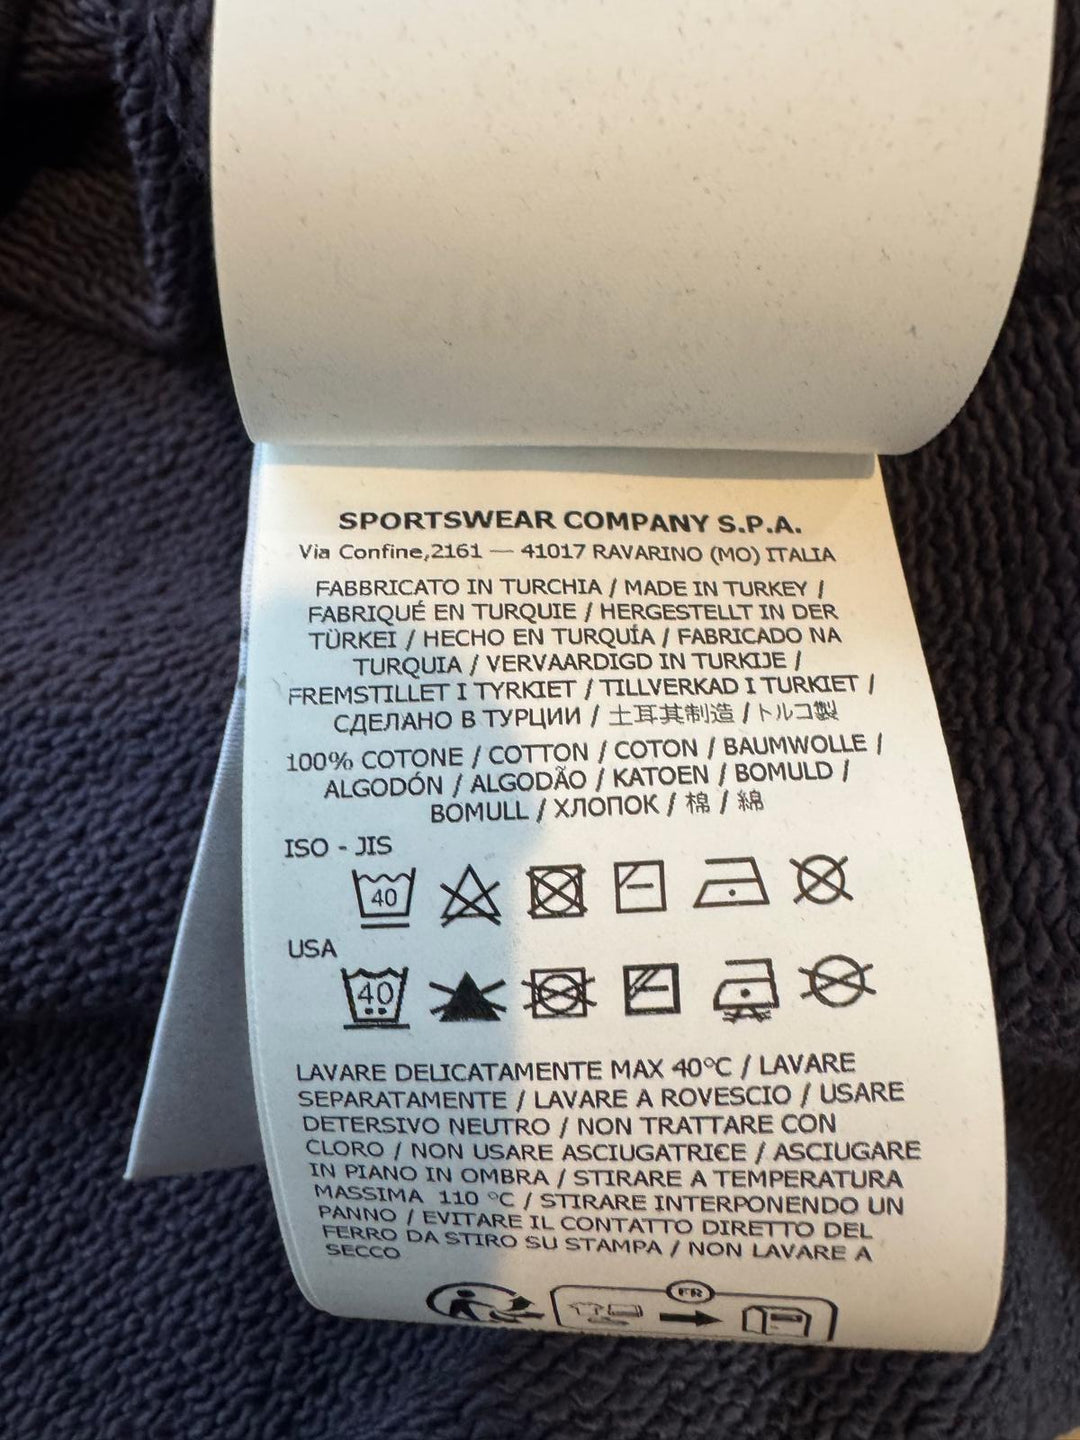 SPORTSWEAR COMPANY S.P.A.
Via Confine,2161 — 41017 RAVARINO (MO) ITALIA
FABBRICATO IN TURCHIA / MADE IN TURKEY /
FABRIQUÉ EN TURQUIE / HERGESTELLT IN DER
TÜRKEI / HECHO EN TURQUÍA / FABRICADO NA
TURQUIA / VERVAARDIGD IN TURKIJE /
FREMSTILLET I TYRKIET / TILLVERKAD I TURKIET /
СДЕЛАНО В ТУРЦИИ / 土耳其制造 / トルコ製
100% COTONE / COTTON / COTON / BAUMWOLLE /
ALGODÓN / ALGODÃO / KATOEN / BOMULD /
BOMULL / ХЛОПОК / 棉 / 綿
ISO - JIS
40
USA
40
LAVARE DELICATAMENTE MAX 40°C / LAVARE
SEPARATAMENTE / LAVARE A ROVESCIO / USARE
DETERSIVO NEUTRO / NON TRATTARE CON
CLORO / NON USARE ASCIUGATRICE / ASCIUGARE
IN PIANO IN OMBRA / STIRARE A TEMPERATURA
MASSIMA 110 °C / STIRARE INTERPONENDO UN
PANNO / EVITARE IL CONTATTO DIRETTO DEL
FERRO DA STIRO SU STAMPA / NON LAVARE A
SECCO
FR